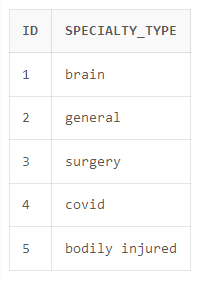 ID SPECIALTY_TYPE
1 brain
2 general
3 surgery
4 covid
5 bodily injured